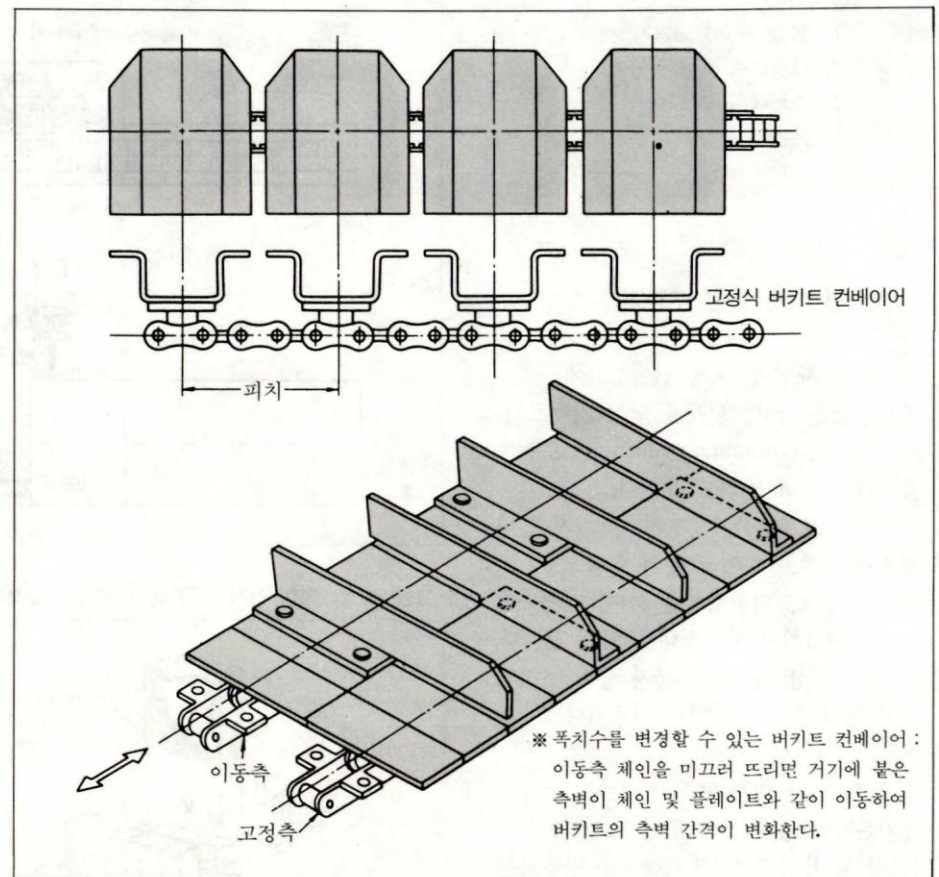 고정식 버키트 컨베이어
피치
이동측
고정측
※ 폭치수를 변경할 수 있는 버키트 컨베이어 :
이동측 체인을 미끄러 뜨리면 거기에 붙은
측벽이 체인 및 플레이트와 같이 이동하여
버키트의 측벽 간격이 변화한다.